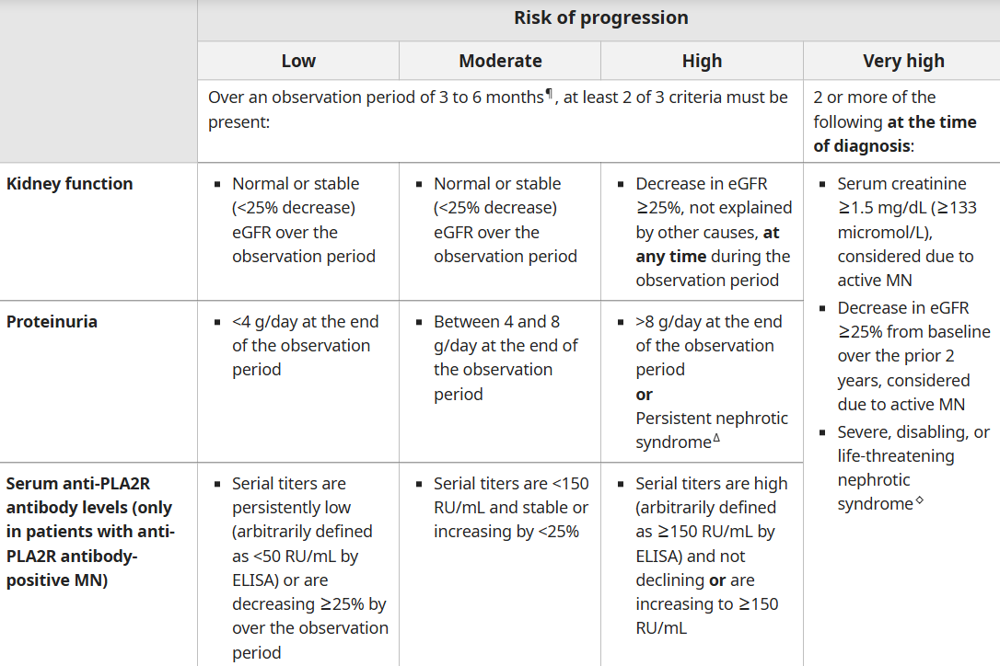 Risk of progression
Low
Moderate
High
Very high
Over an observation period of 3 to 6 months¶, at least 2 of 3 criteria must be
present:
2 or more of the
following at the time
of diagnosis:
Kidney function
▪ Normal or stable
(<25% decrease)
eGFR over the
observation period
▪ Normal or stable
(<25% decrease)
eGFR over the
observation period
▪ Decrease in eGFR
≥25%, not explained
by other causes, at
any time during the
observation period
▪ Serum creatinine
≥1.5 mg/dL (≥133
micromol/L),
considered due to
active MN
▪ Decrease in eGFR
≥25% from baseline
over the prior 2
years, considered
due to active MN
▪ Severe, disabling, or
life-threatening
nephrotic
syndrome◇
Proteinuria
▪ <4 g/day at the end
of the observation
period
▪ Between 4 and 8
g/day at the end of
the observation
period
▪ >8 g/day at the end
of the observation
period
or
Persistent nephrotic
syndromeΔ
Serum anti-PLA2R
antibody levels (only
in patients with anti-
PLA2R antibody-
positive MN)
▪ Serial titers are
persistently low
(arbitrarily defined
as <50 RU/mL by
ELISA) or are
decreasing ≥25% by
over the observation
period
▪ Serial titers are <150
RU/mL and stable or
increasing by <25%
▪ Serial titers are high
(arbitrarily defined
as ≥150 RU/mL by
ELISA) and not
declining or are
increasing to ≥150
RU/mL